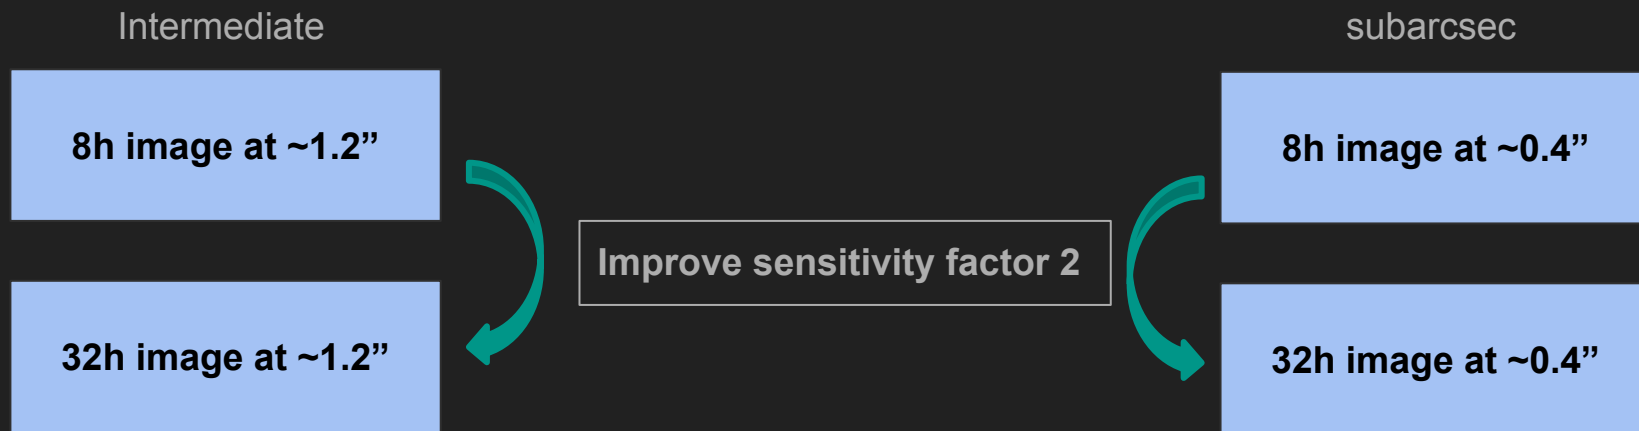 Intermediate
subarcsec
8h image at ~1.2”
8h image at ~0.4”
Improve sensitivity factor 2
32h image at ~1.2”
32h image at ~0.4”